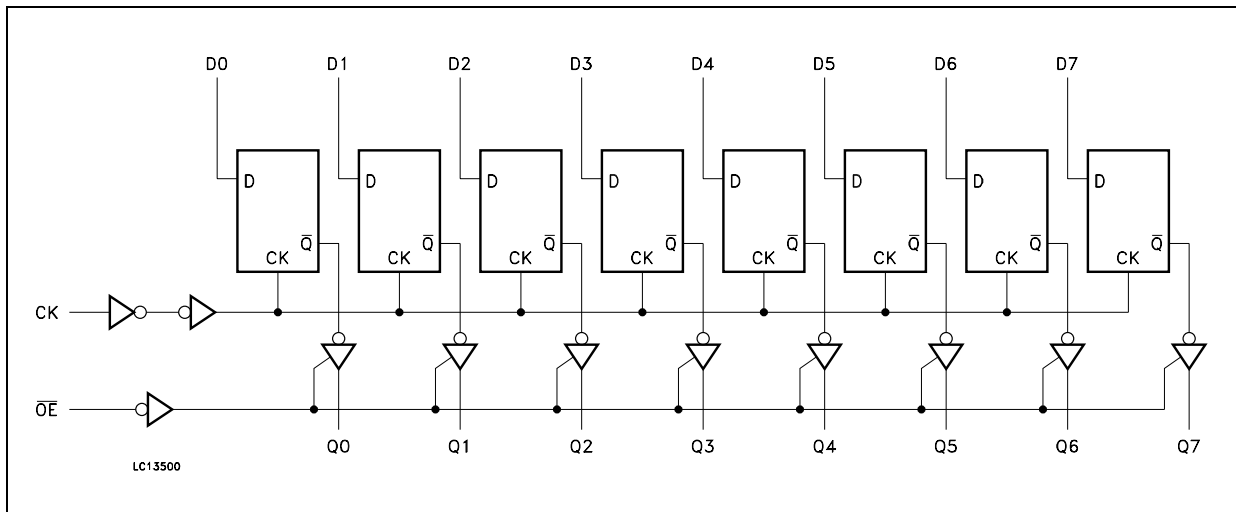 D0 D1 D2 D3 D4 D5 D6 D7
D D D D D D D D
Q̅ Q̅ Q̅ Q̅ Q̅ Q̅ Q̅ Q̅
CK CK CK CK CK CK CK CK
CK
O̅E̅
Q0 Q1 Q2 Q3 Q4 Q5 Q6 Q7
LC13500